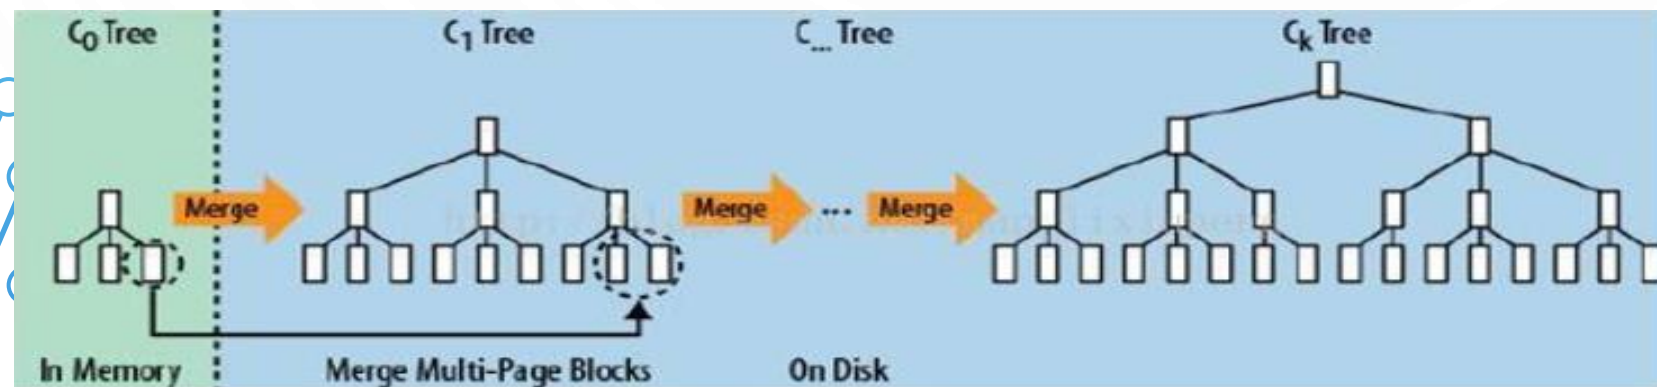 C0 Tree
C1 Tree
C... Tree
Ck Tree
Merge
Merge
...
Merge
In Memory
Merge Multi-Page Blocks
On Disk